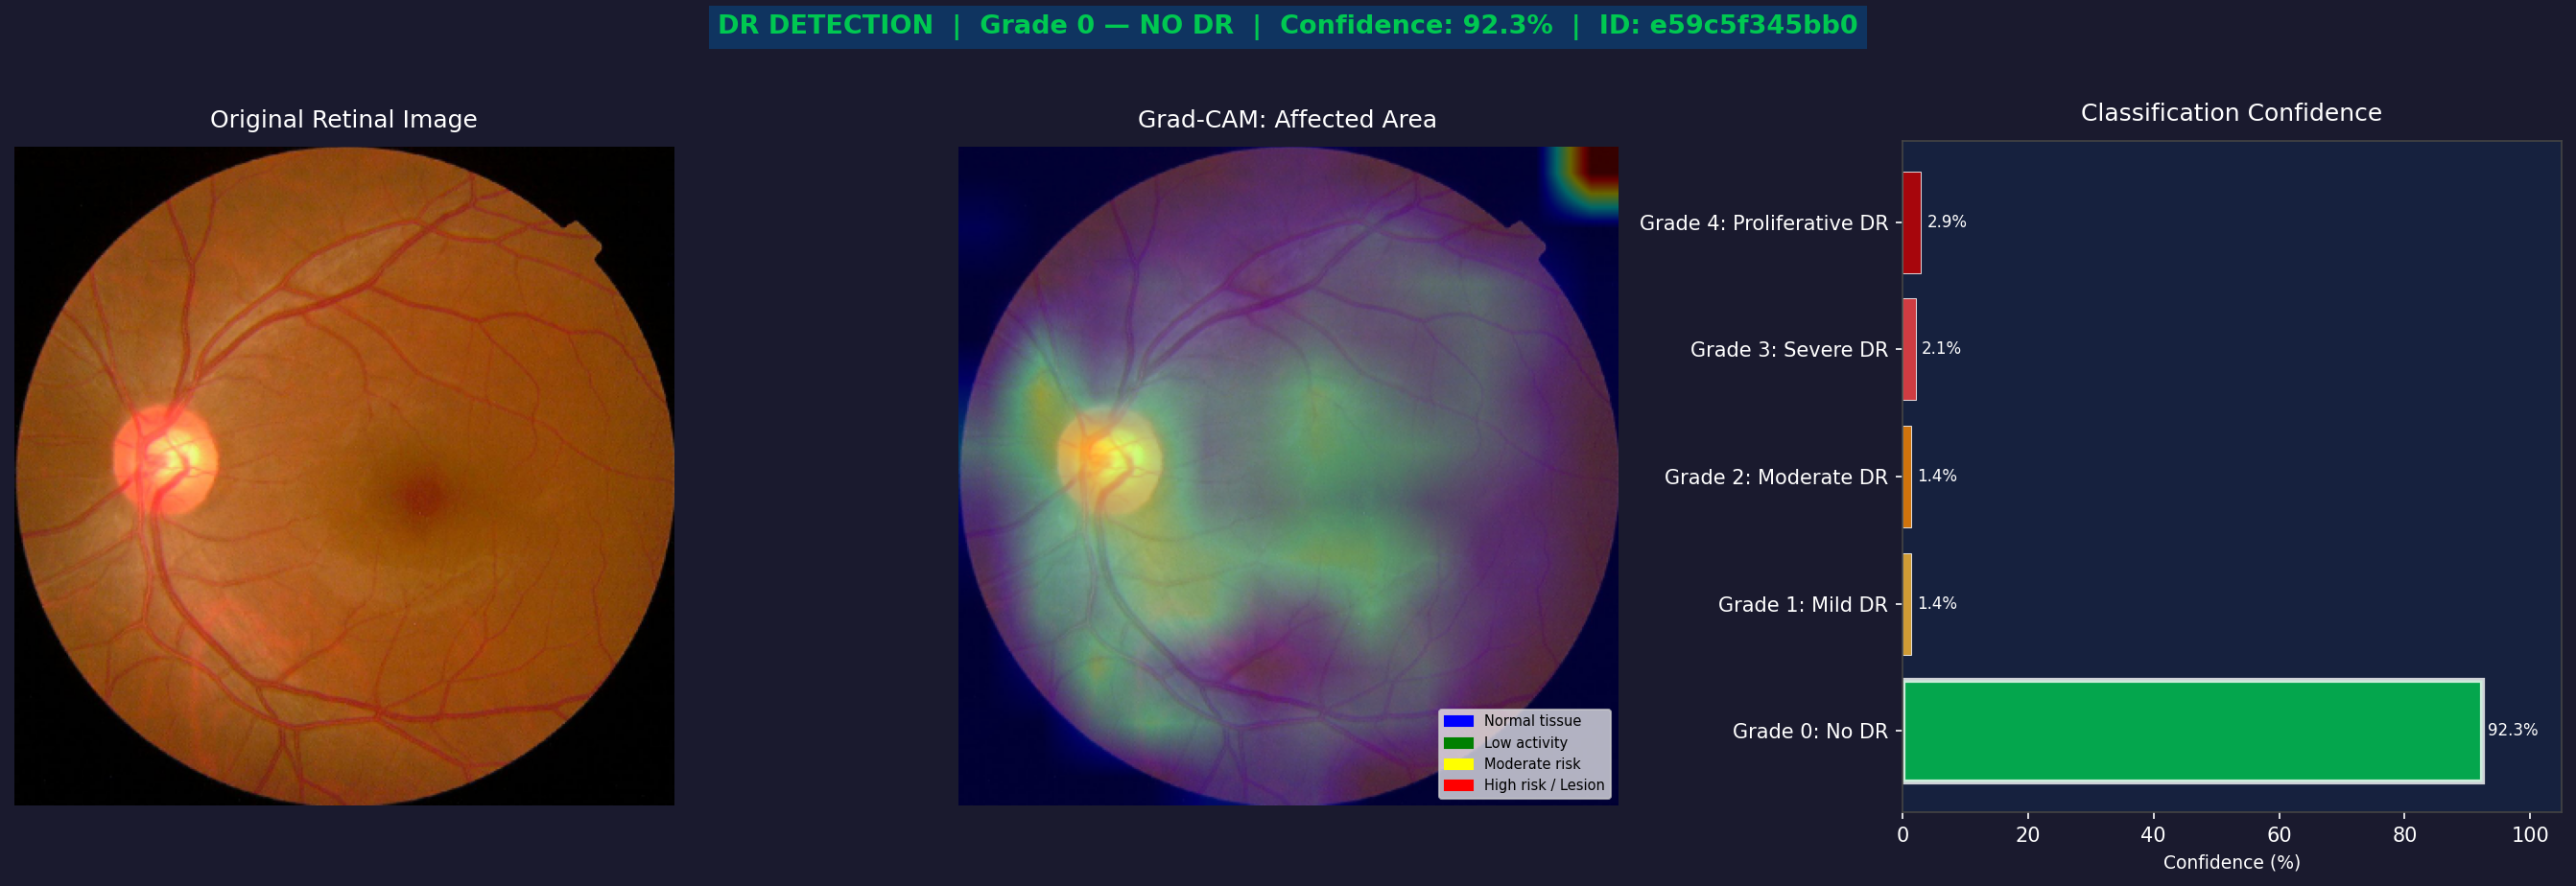 DR DETECTION | Grade 0 — NO DR | Confidence: 92.3% | ID: e59c5f345bb0
Original Retinal Image
Grad-CAM: Affected Area
Normal tissue
Low activity
Moderate risk
High risk / Lesion
Classification Confidence
Grade 4: Proliferative DR 2.9%
Grade 3: Severe DR 2.1%
Grade 2: Moderate DR 1.4%
Grade 1: Mild DR 1.4%
Grade 0: No DR 92.3%
0 20 40 60 80 100
Confidence (%)